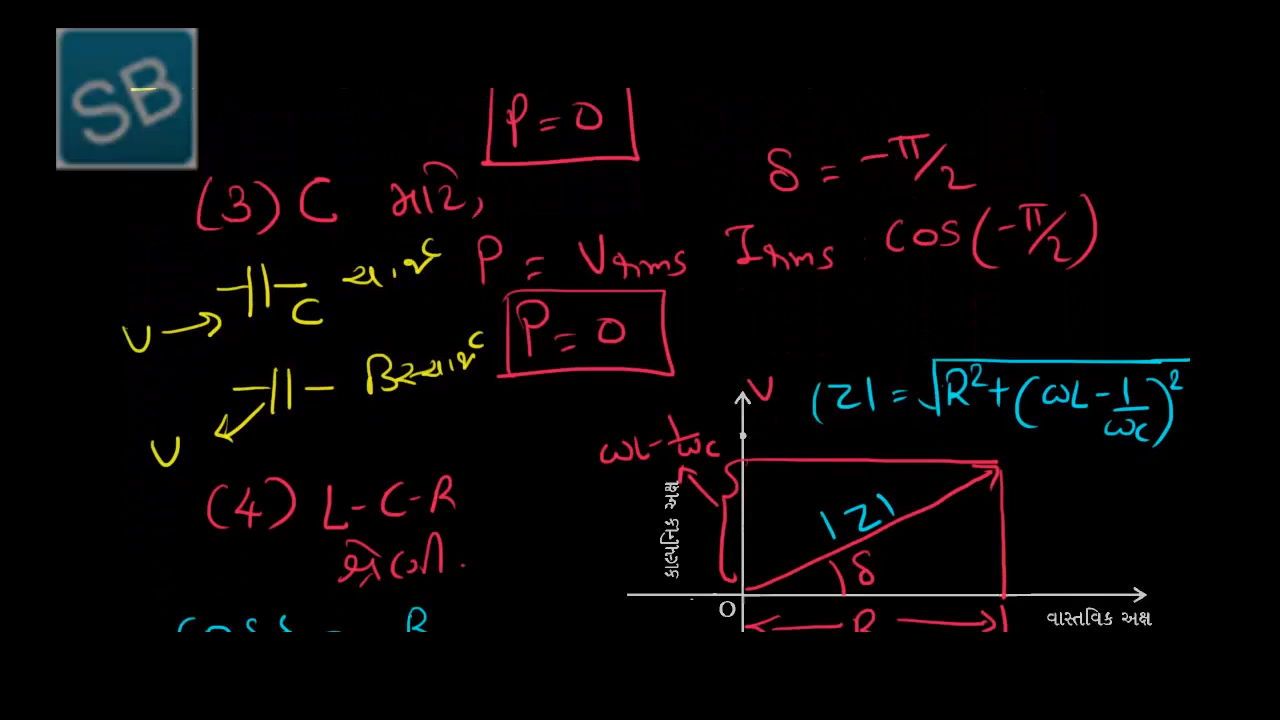 SB
P = 0
(3) C માટે,
δ = -π/2
P = Vrms Irms cos(-π/2)
P = 0
C
U
U
|Z| = √R² + (ωL - 1/ωC)²
V
ωL - 1/ωC
(4) L-C-R
શ્રેણી.
|Z|
δ
કાલ્પનિક અક્ષ
O
વાસ્તવિક અક્ષ
R
cos δ = R